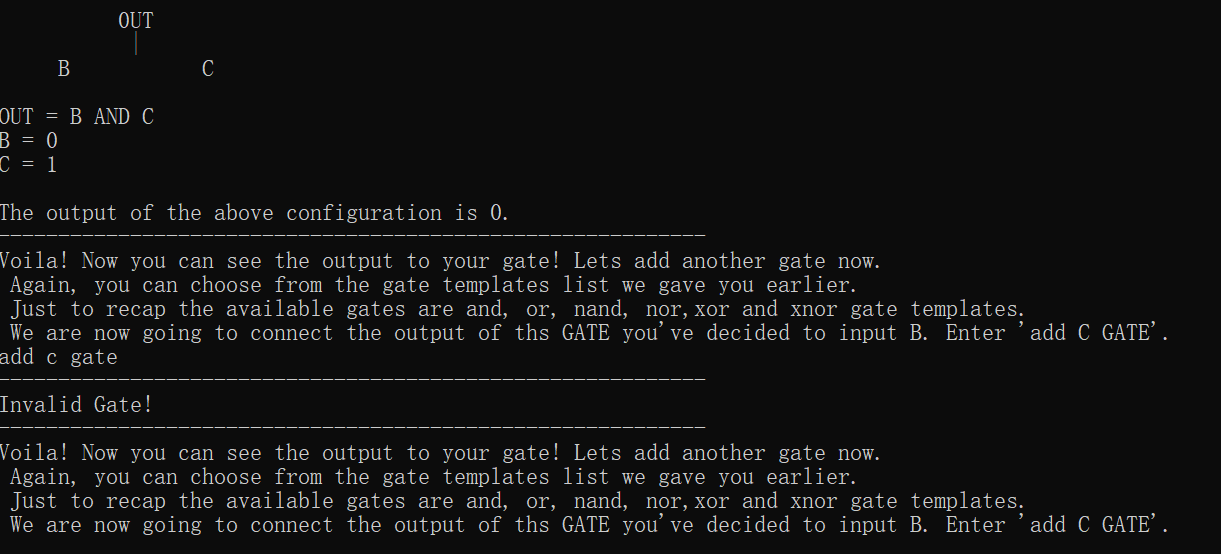 OUT
|
B C
OUT = B AND C
B = 0
C = 1
The output of the above configuration is 0.
------------------------------------------------------------
Voila! Now you can see the output to your gate! Lets add another gate now.
Again, you can choose from the gate templates list we gave you earlier.
Just to recap the available gates are and, or, nand, nor,xor and xnor gate templates.
We are now going to connect the output of ths GATE you've decided to input B. Enter 'add C GATE'.
add c gate
------------------------------------------------------------
Invalid Gate!
------------------------------------------------------------
Voila! Now you can see the output to your gate! Lets add another gate now.
Again, you can choose from the gate templates list we gave you earlier.
Just to recap the available gates are and, or, nand, nor,xor and xnor gate templates.
We are now going to connect the output of ths GATE you've decided to input B. Enter 'add C GATE'.